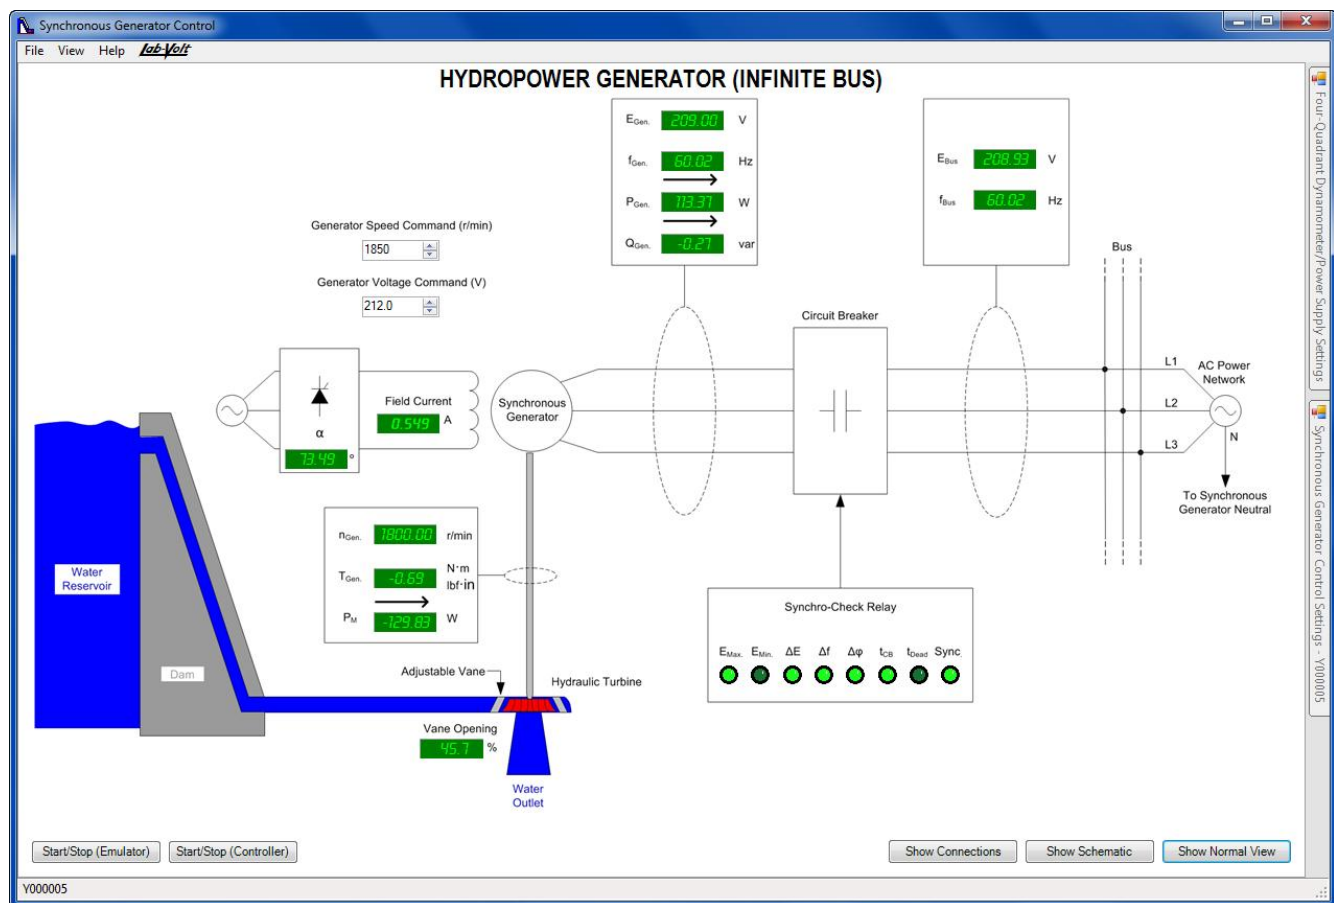 Synchronous Generator Control
File View Help Lab-Volt
HYDROPOWER GENERATOR (INFINITE BUS)
EGen. 209.00 V
fGen. 60.02 Hz
PGen. 113.37 W
QGen. -0.27 var
EBus 208.93 V
fBus 60.02 Hz
Generator Speed Command (r/min)
1850
Generator Voltage Command (V)
212.0
Bus
Circuit Breaker
L1
AC Power
Network
L2
L3
N
To Synchronous
Generator Neutral
α
73.49 °
Field Current
0.549 A
Synchronous
Generator
nGen. 1800.00 r/min
TGen. -0.69 N·m
lbf·in
PM -129.83 W
Water
Reservoir
Dam
Adjustable Vane
Hydraulic Turbine
Vane Opening
45.7 %
Water
Outlet
Synchro-Check Relay
EMax. EMin. ΔE Δf Δφ tCB tDead Sync.
Four-Quadrant Dynamometer/Power Supply Settings
Synchronous Generator Control Settings - Y000005
Start/Stop (Emulator) Start/Stop (Controller) Show Connections Show Schematic Show Normal View
Y000005